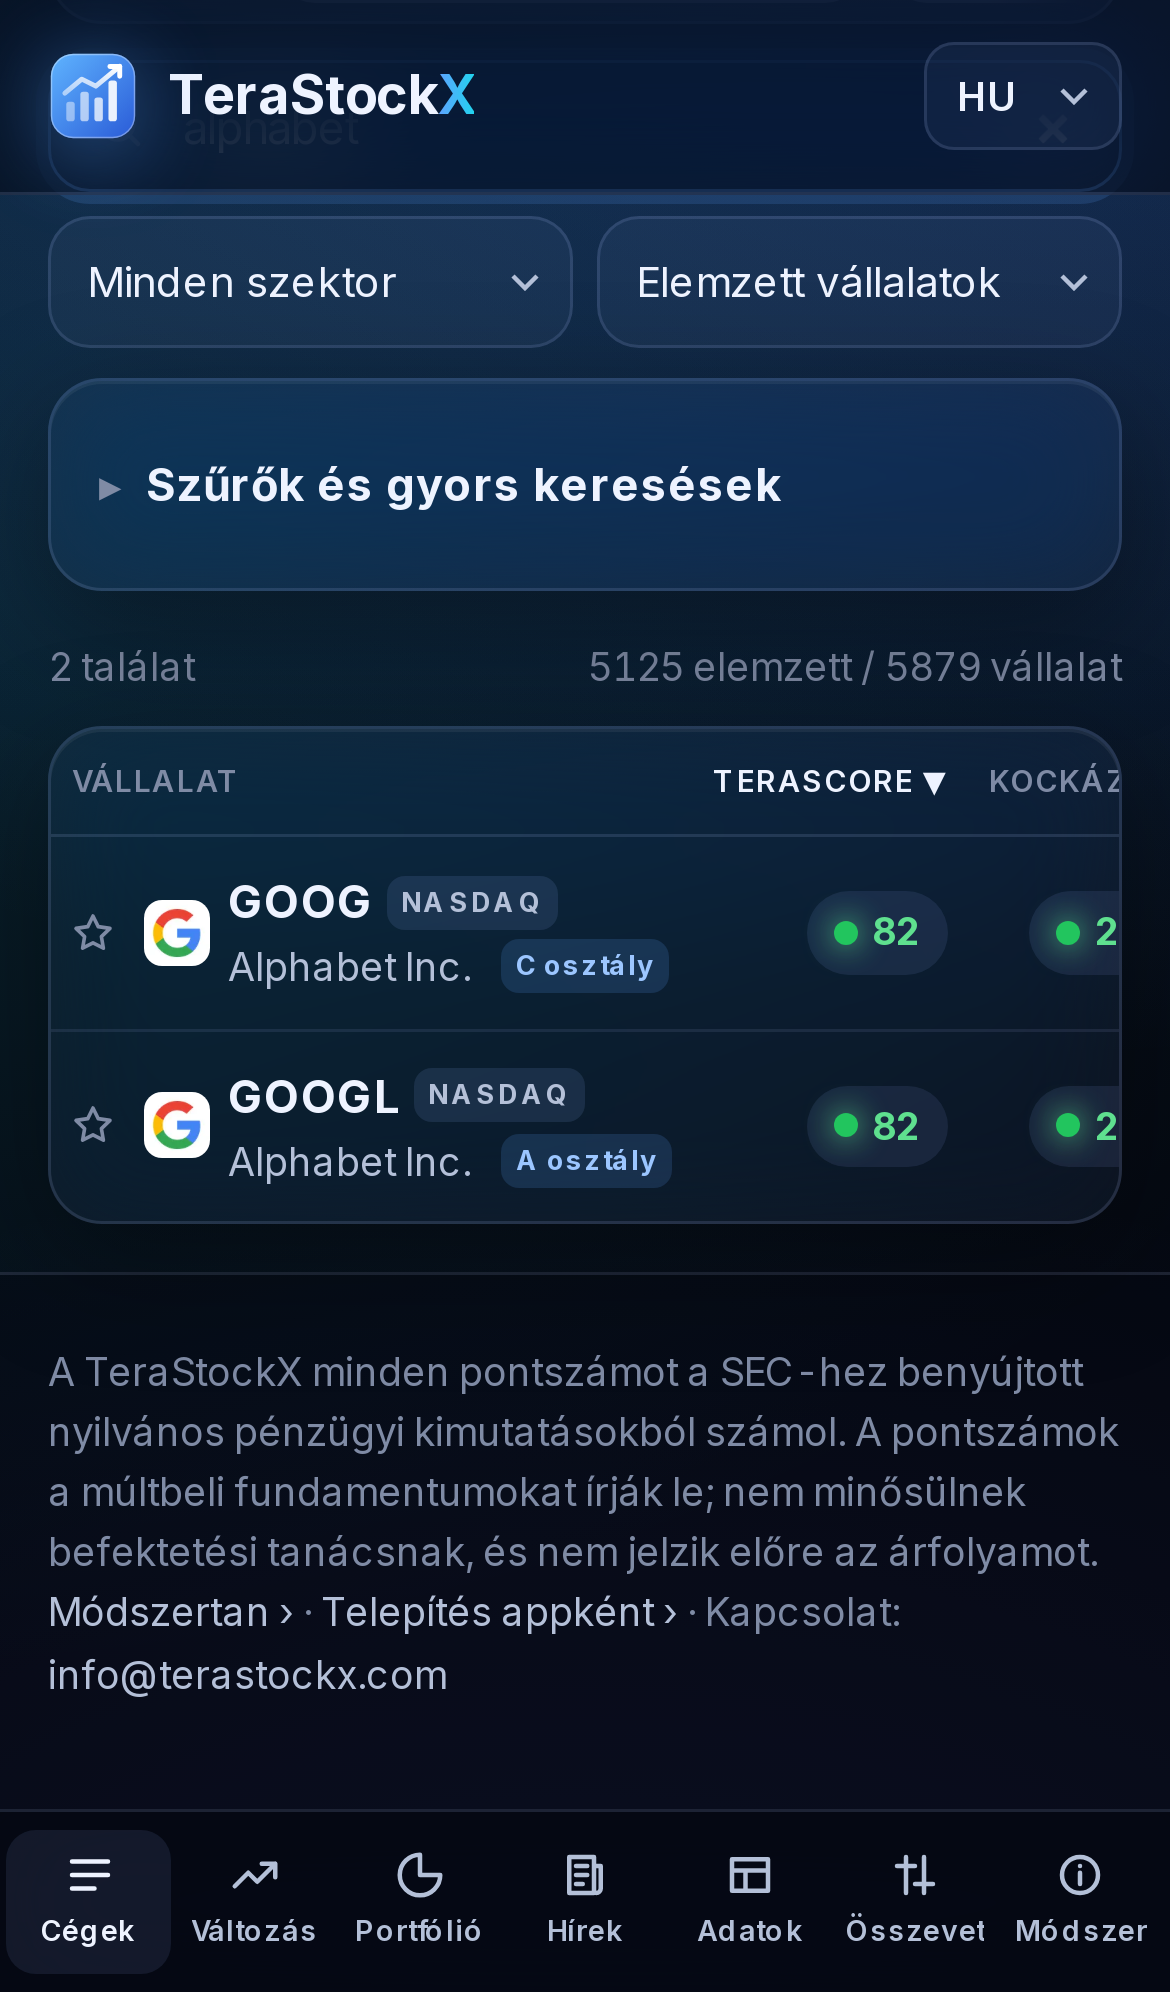 TeraStockX
HU
alphabet
Minden szektor
Elemzett vállalatok
Szűrők és gyors keresések
2 találat
5125 elemzett / 5879 vállalat
VÁLLALAT
TERASCORE ▼
KOCKÁZ
GOOG NASDAQ
Alphabet Inc. C osztály
82
2
GOOGL NASDAQ
Alphabet Inc. A osztály
82
2
A TeraStockX minden pontszámot a SEC-hez benyújtott
nyilvános pénzügyi kimutatásokból számol. A pontszámok
a múltbeli fundamentumokat írják le; nem minősülnek
befektetési tanácsnak, és nem jelzik előre az árfolyamot.
Módszertan › · Telepítés appként › · Kapcsolat:
info@terastockx.com
Cégek
Változás
Portfólió
Hírek
Adatok
Összevet
Módszer